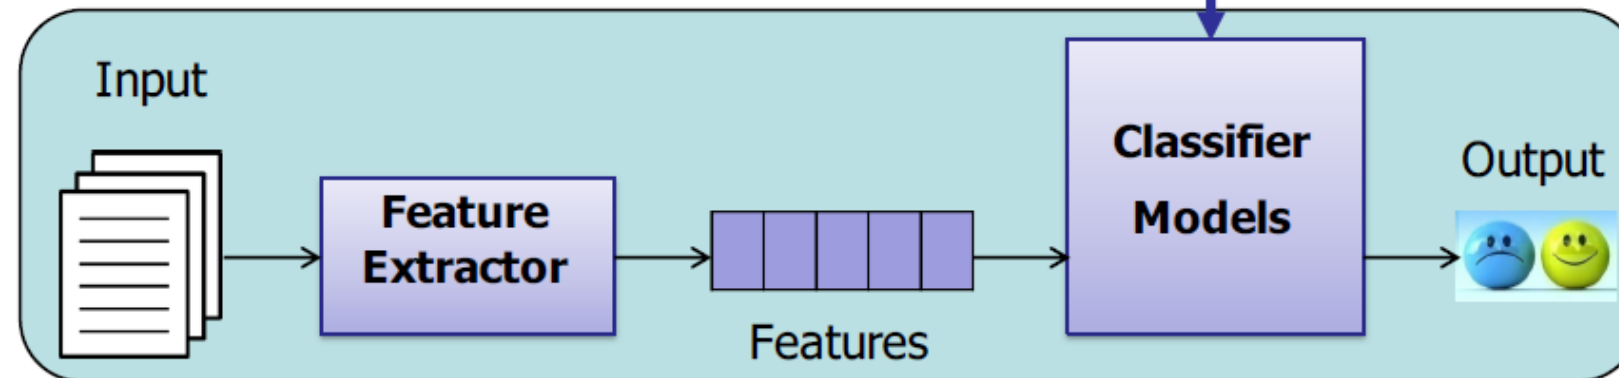 Input
Feature
Extractor
Features
Classifier
Models
Output